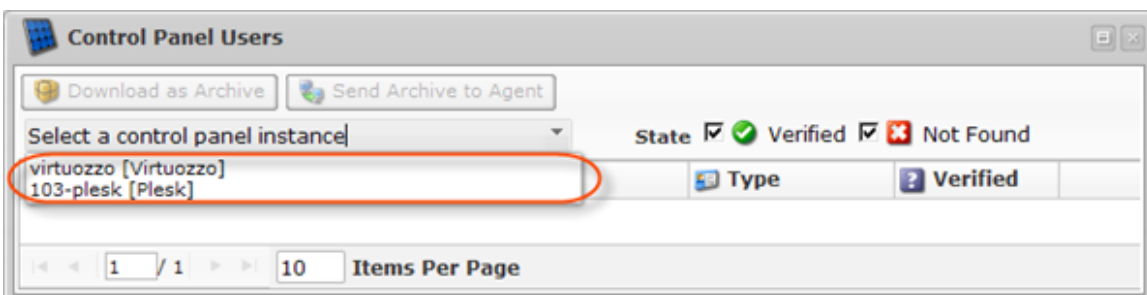 Control Panel Users
Download as Archive Send Archive to Agent
Select a control panel instance State Verified Not Found
virtuozzo [Virtuozzo]
103-plesk [Plesk]
Type Verified
1 / 1 10 Items Per Page